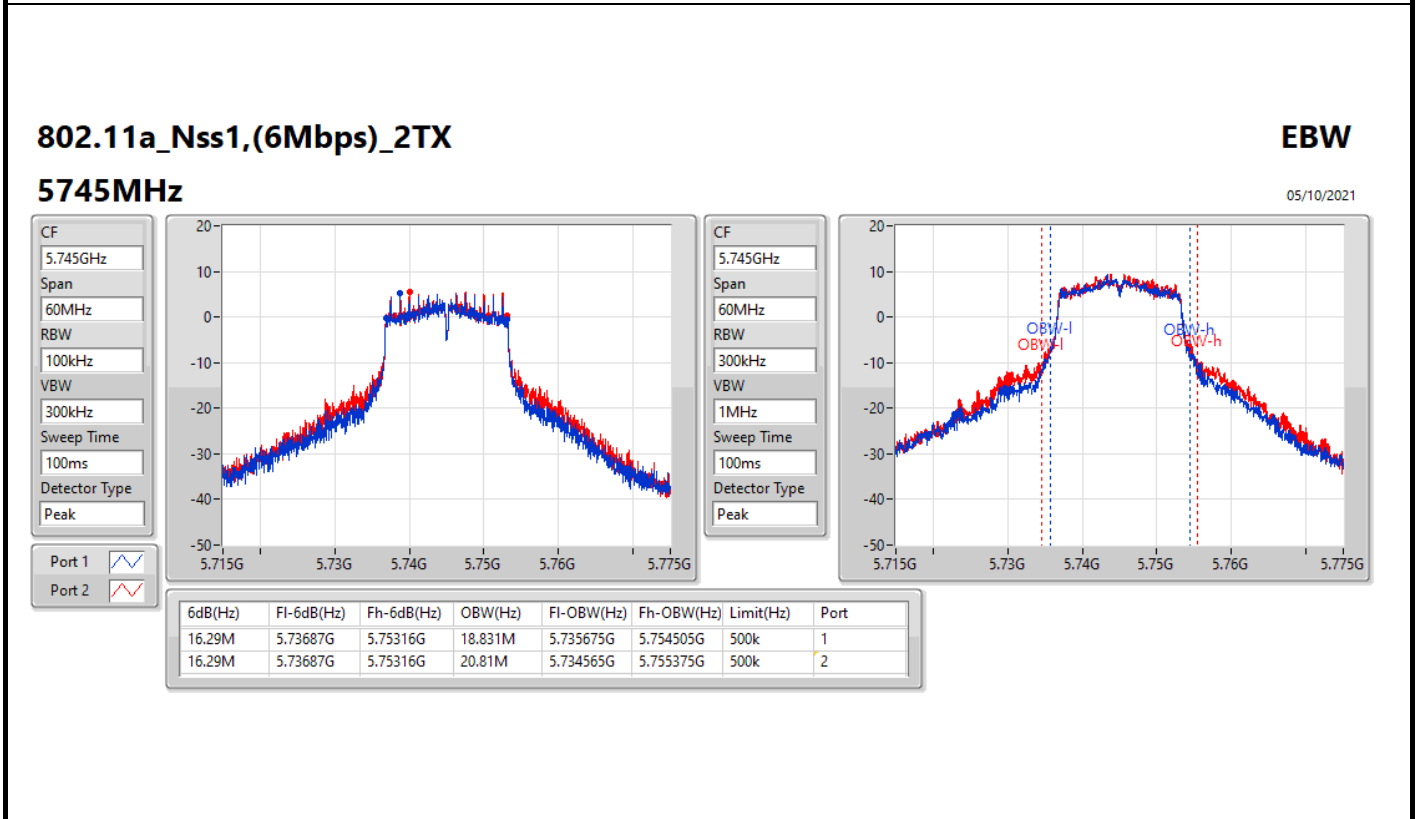 802.11a_Nss1,(6Mbps)_2TX EBW
5745MHz 05/10/2021
CF
5.745GHz
Span
60MHz
RBW
100kHz
VBW
300kHz
Sweep Time
100ms
Detector Type
Peak
Port 1
Port 2
20
10
0
-10
-20
-30
-40
-50
5.715G 5.73G 5.74G 5.75G 5.76G 5.775G
CF
5.745GHz
Span
60MHz
RBW
300kHz
VBW
1MHz
Sweep Time
100ms
Detector Type
Peak
20
10
0
-10
-20
-30
-40
-50
OBW-l OBW-h
OBW-l OBW-h
5.715G 5.73G 5.74G 5.75G 5.76G 5.775G
6dB(Hz) Fl-6dB(Hz) Fh-6dB(Hz) OBW(Hz) Fl-OBW(Hz) Fh-OBW(Hz) Limit(Hz) Port
16.29M 5.73687G 5.75316G 18.831M 5.735675G 5.754505G 500k 1
16.29M 5.73687G 5.75316G 20.81M 5.734565G 5.755375G 500k 2